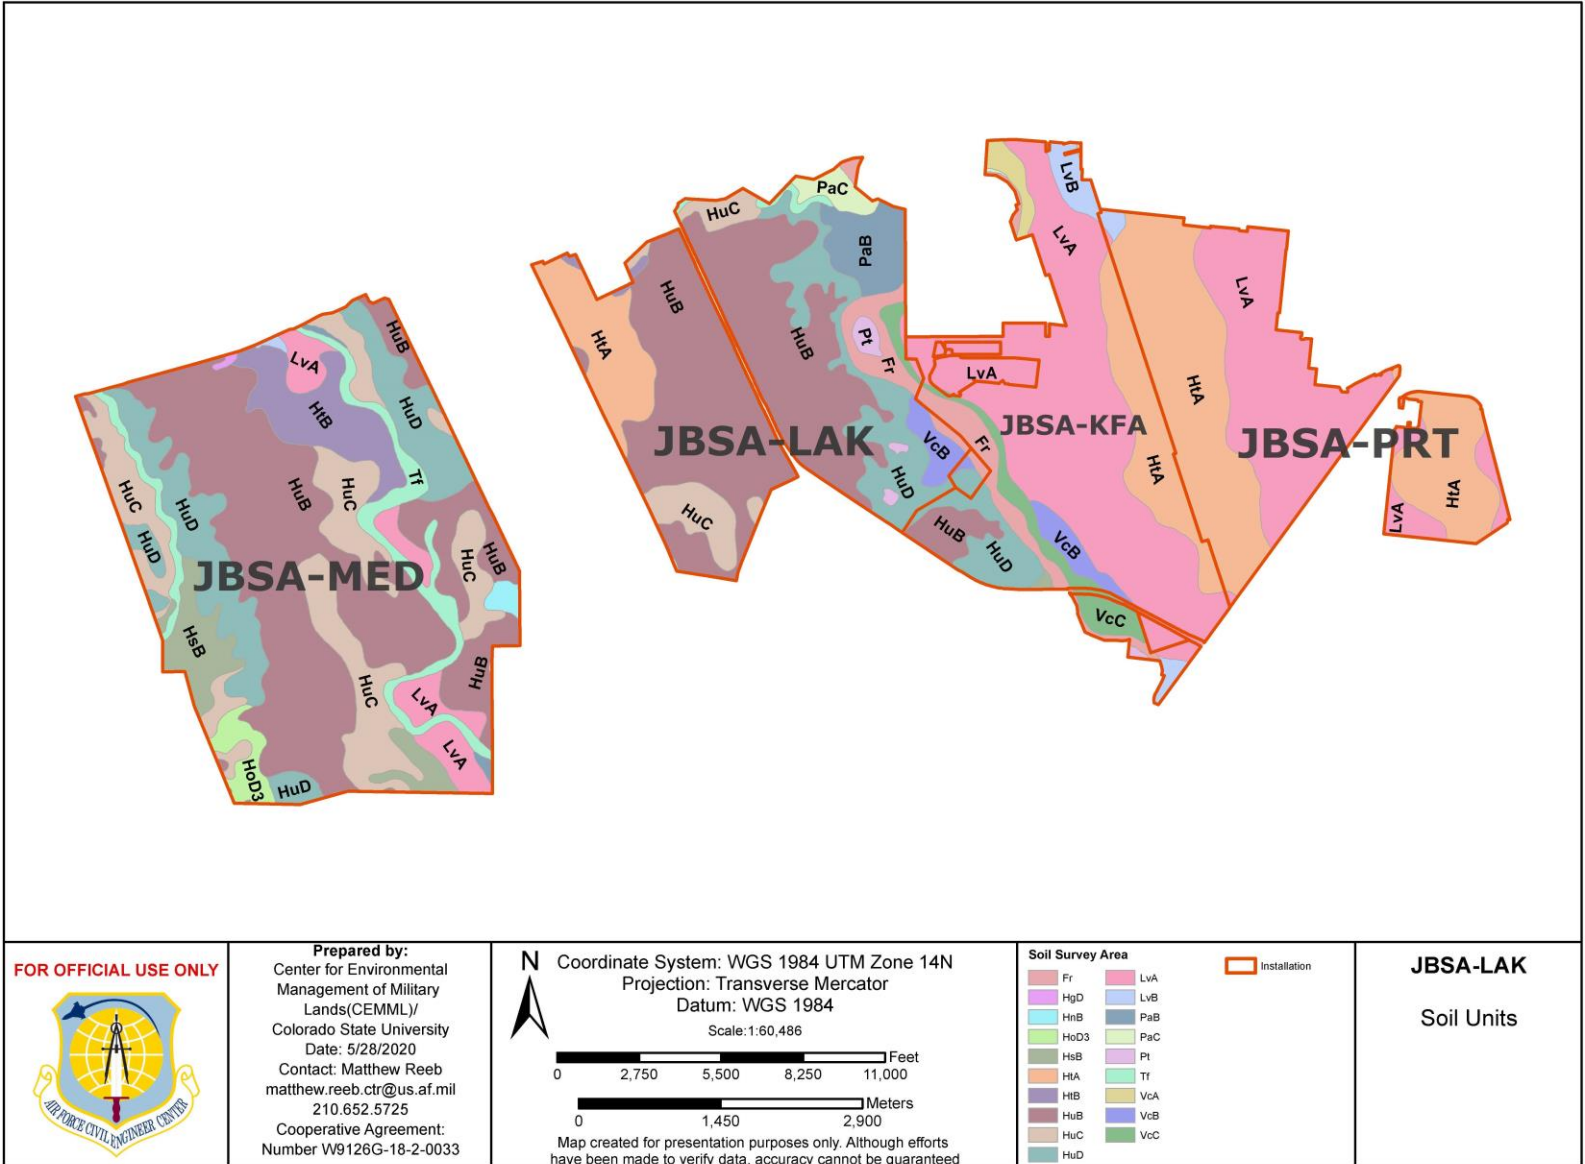 LvB
PaC
HuC
LvA
PaB
LvA
HuB
HuB
HtA
HuB
LvA
Pt
Fr
LvA
HtA
HtB
HuD
JBSA-LAK
JBSA-KFA
JBSA-PRT
VcB
Fr
HtA
Tf
HuC
HuB
HuC
HuD
HuD
HuC
HtA
LvA
HuD
HuB
HuD
VcB
HuC
HuB
JBSA-MED
VcC
HsB
HuB
HuC
LvA
LvA
HoD3
HuD
FOR OFFICIAL USE ONLY
AIR FORCE CIVIL ENGINEER CENTER
Prepared by:
Center for Environmental
Management of Military
Lands(CEMML)/
Colorado State University
Date: 5/28/2020
Contact: Matthew Reeb
matthew.reeb.ctr@us.af.mil
210.652.5725
Cooperative Agreement:
Number W9126G-18-2-0033
N
Coordinate System: WGS 1984 UTM Zone 14N
Projection: Transverse Mercator
Datum: WGS 1984
Scale:1:60,486
Feet
0 2,750 5,500 8,250 11,000
Meters
0 1,450 2,900
Map created for presentation purposes only. Although efforts
have been made to verify data, accuracy cannot be guaranteed
Soil Survey Area
Fr
HgD
HnB
HoD3
HsB
HtA
HtB
HuB
HuC
HuD
LvA
LvB
PaB
PaC
Pt
Tf
VcA
VcB
VcC
Installation
JBSA-LAK
Soil Units